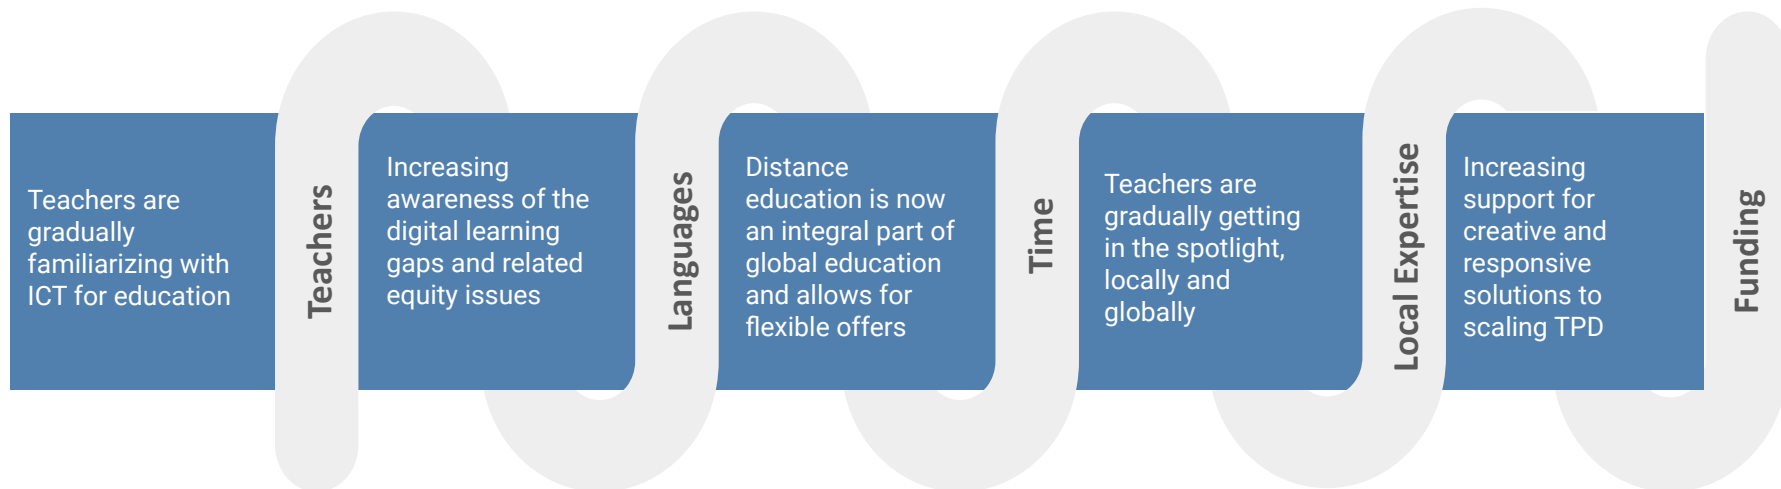 Teachers are
gradually
familiarizing with
ICT for education
Teachers
Increasing
awareness of the
digital learning
gaps and related
equity issues
Languages
Distance
education is now
an integral part of
global education
and allows for
flexible offers
Time
Teachers are
gradually getting
in the spotlight,
locally and
globally
Local Expertise
Increasing
support for
creative and
responsive
solutions to
scaling TPD
Funding